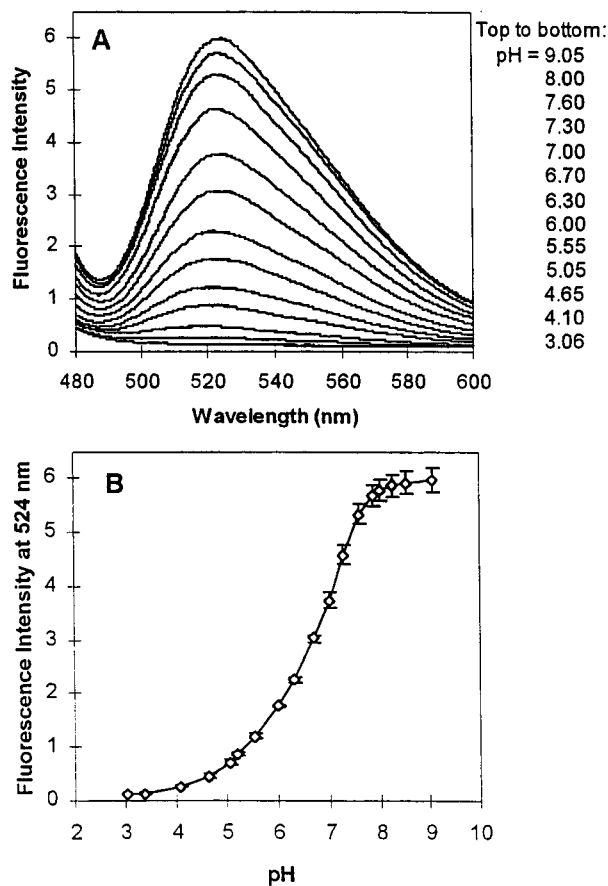 A
Fluorescence Intensity
6
5
4
3
2
1
0
480 500 520 540 560 580 600
Wavelength (nm)
Top to bottom:
pH = 9.05
8.00
7.60
7.30
7.00
6.70
6.30
6.00
5.55
5.05
4.65
4.10
3.06
B
Fluorescence Intensity at 524 nm
6
5
4
3
2
1
0
2 3 4 5 6 7 8 9 10
pH